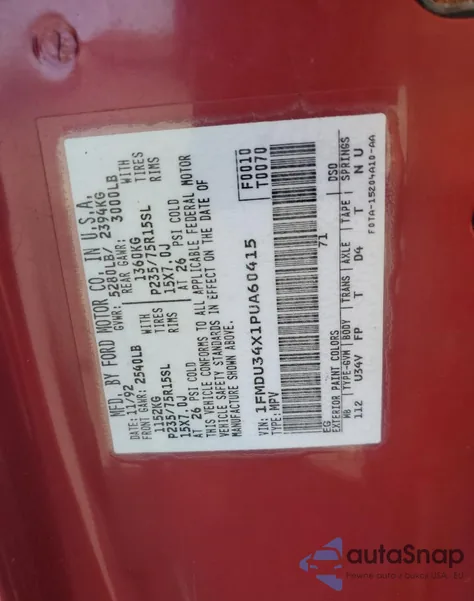 MFD. BY FORD MOTOR CO. IN U.S.A.
DATE: 11/92 GVWR: 5280LB/ 2394KG
FRONT GAWR: 2540LB REAR GAWR: 3000LB
1152KG WITH 1360KG WITH
P235/75R15SL TIRES P235/75R15SL TIRES
15X7.0J RIMS 15X7.0J RIMS
AT 26 PSI COLD AT 26 PSI COLD
THIS VEHICLE CONFORMS TO ALL APPLICABLE FEDERAL MOTOR
VEHICLE SAFETY STANDARDS IN EFFECT ON THE DATE OF
MANUFACTURE SHOWN ABOVE.
F0010
T0070
VIN: 1FMDU34X1PUA60415
TYPE: MPV
71
EG
EXTERIOR PAINT COLORS DSO
WB TYPE-GVM BODY TRANS AXLE TAPE SPRINGS
112 U34V FP T D4 T N U
F0TA-15204A10-AA
autoSnap